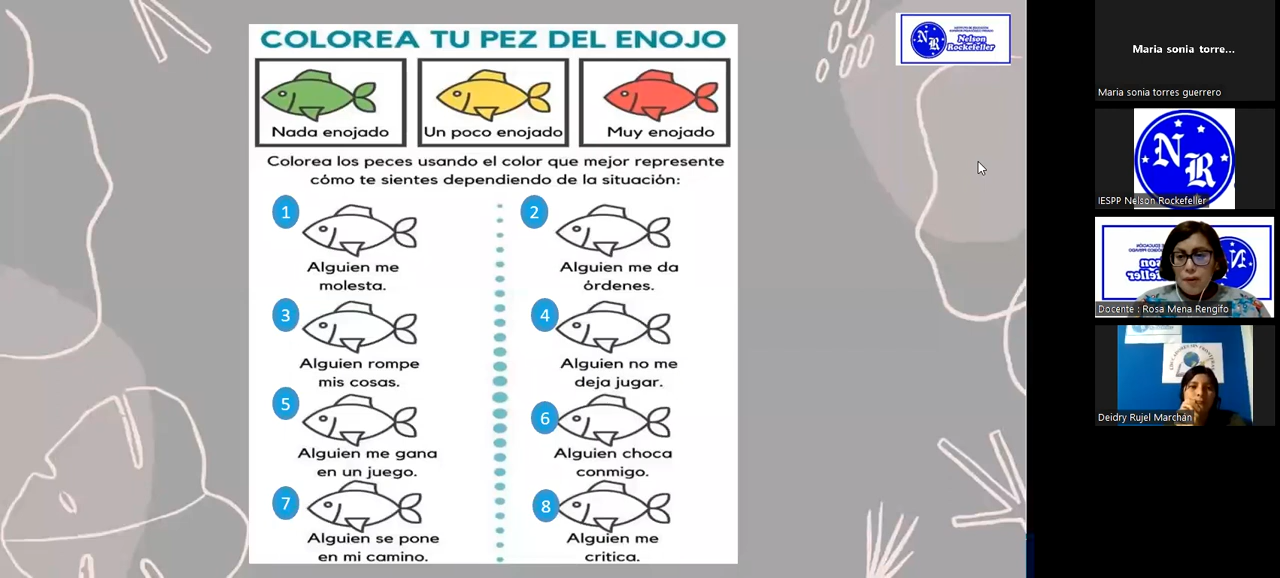 COLOREA TU PEZ DEL ENOJO
Nada enojado
Un poco enojado
Muy enojado
Colorea los peces usando el color que mejor represente
cómo te sientes dependiendo de la situación:
1
Alguien me
molesta.
2
Alguien me da
órdenes.
3
Alguien rompe
mis cosas.
4
Alguien no me
deja jugar.
5
Alguien me gana
en un juego.
6
Alguien choca
conmigo.
7
Alguien se pone
en mi camino.
8
Alguien me
critica.
NR
Nelson
Rockefeller
Maria sonia torre...
Maria sonia torres guerrero
NR
IESPP Nelson Rockefeller
Docente : Rosa Mena Rengifo
Deidry Rujel Marchán